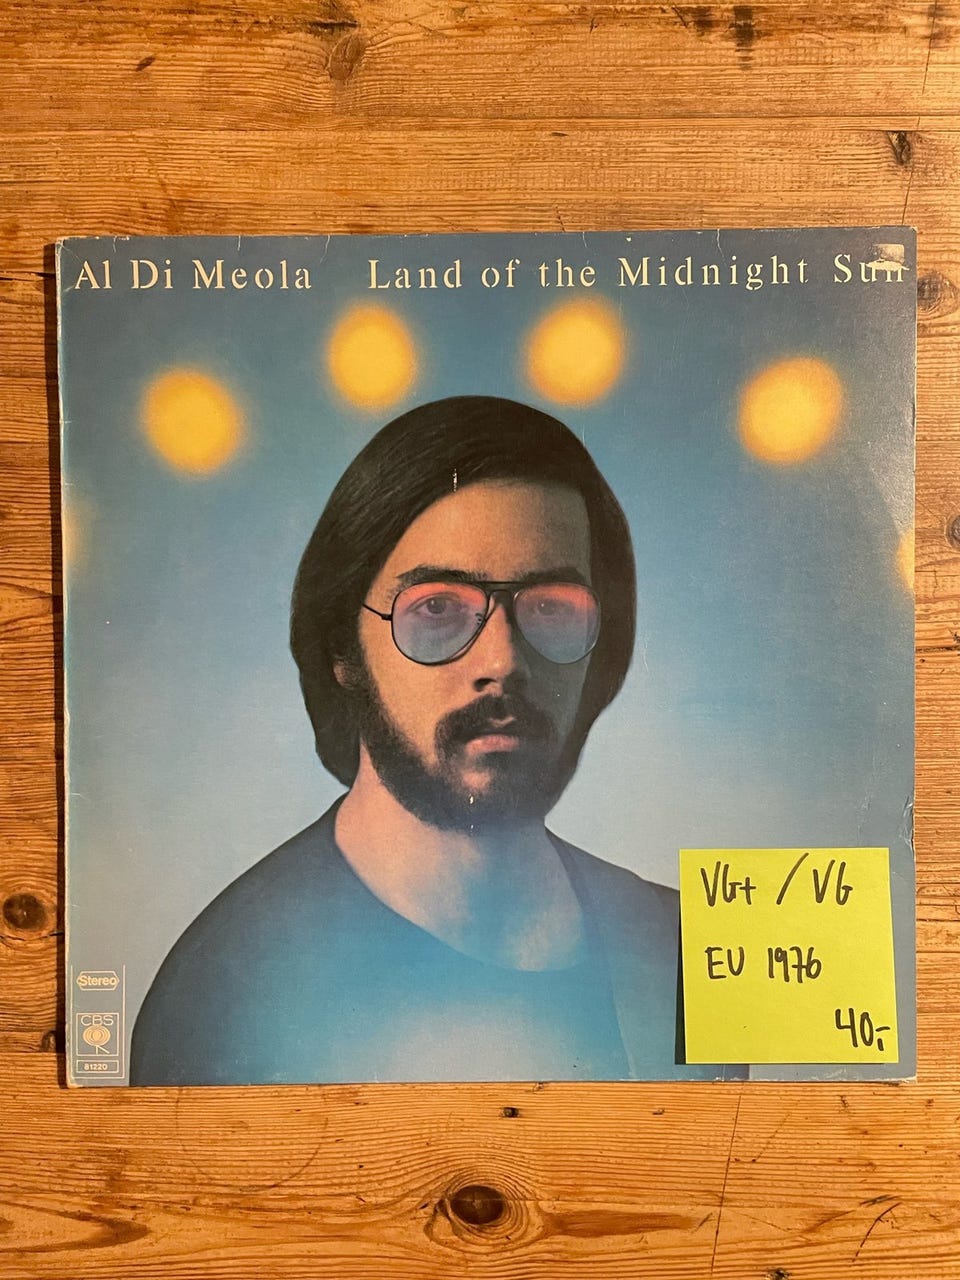 Al Di Meola Land of the Midnight Sun
VG+ / VG
EU 1976
40,-
Stereo
CBS
81220